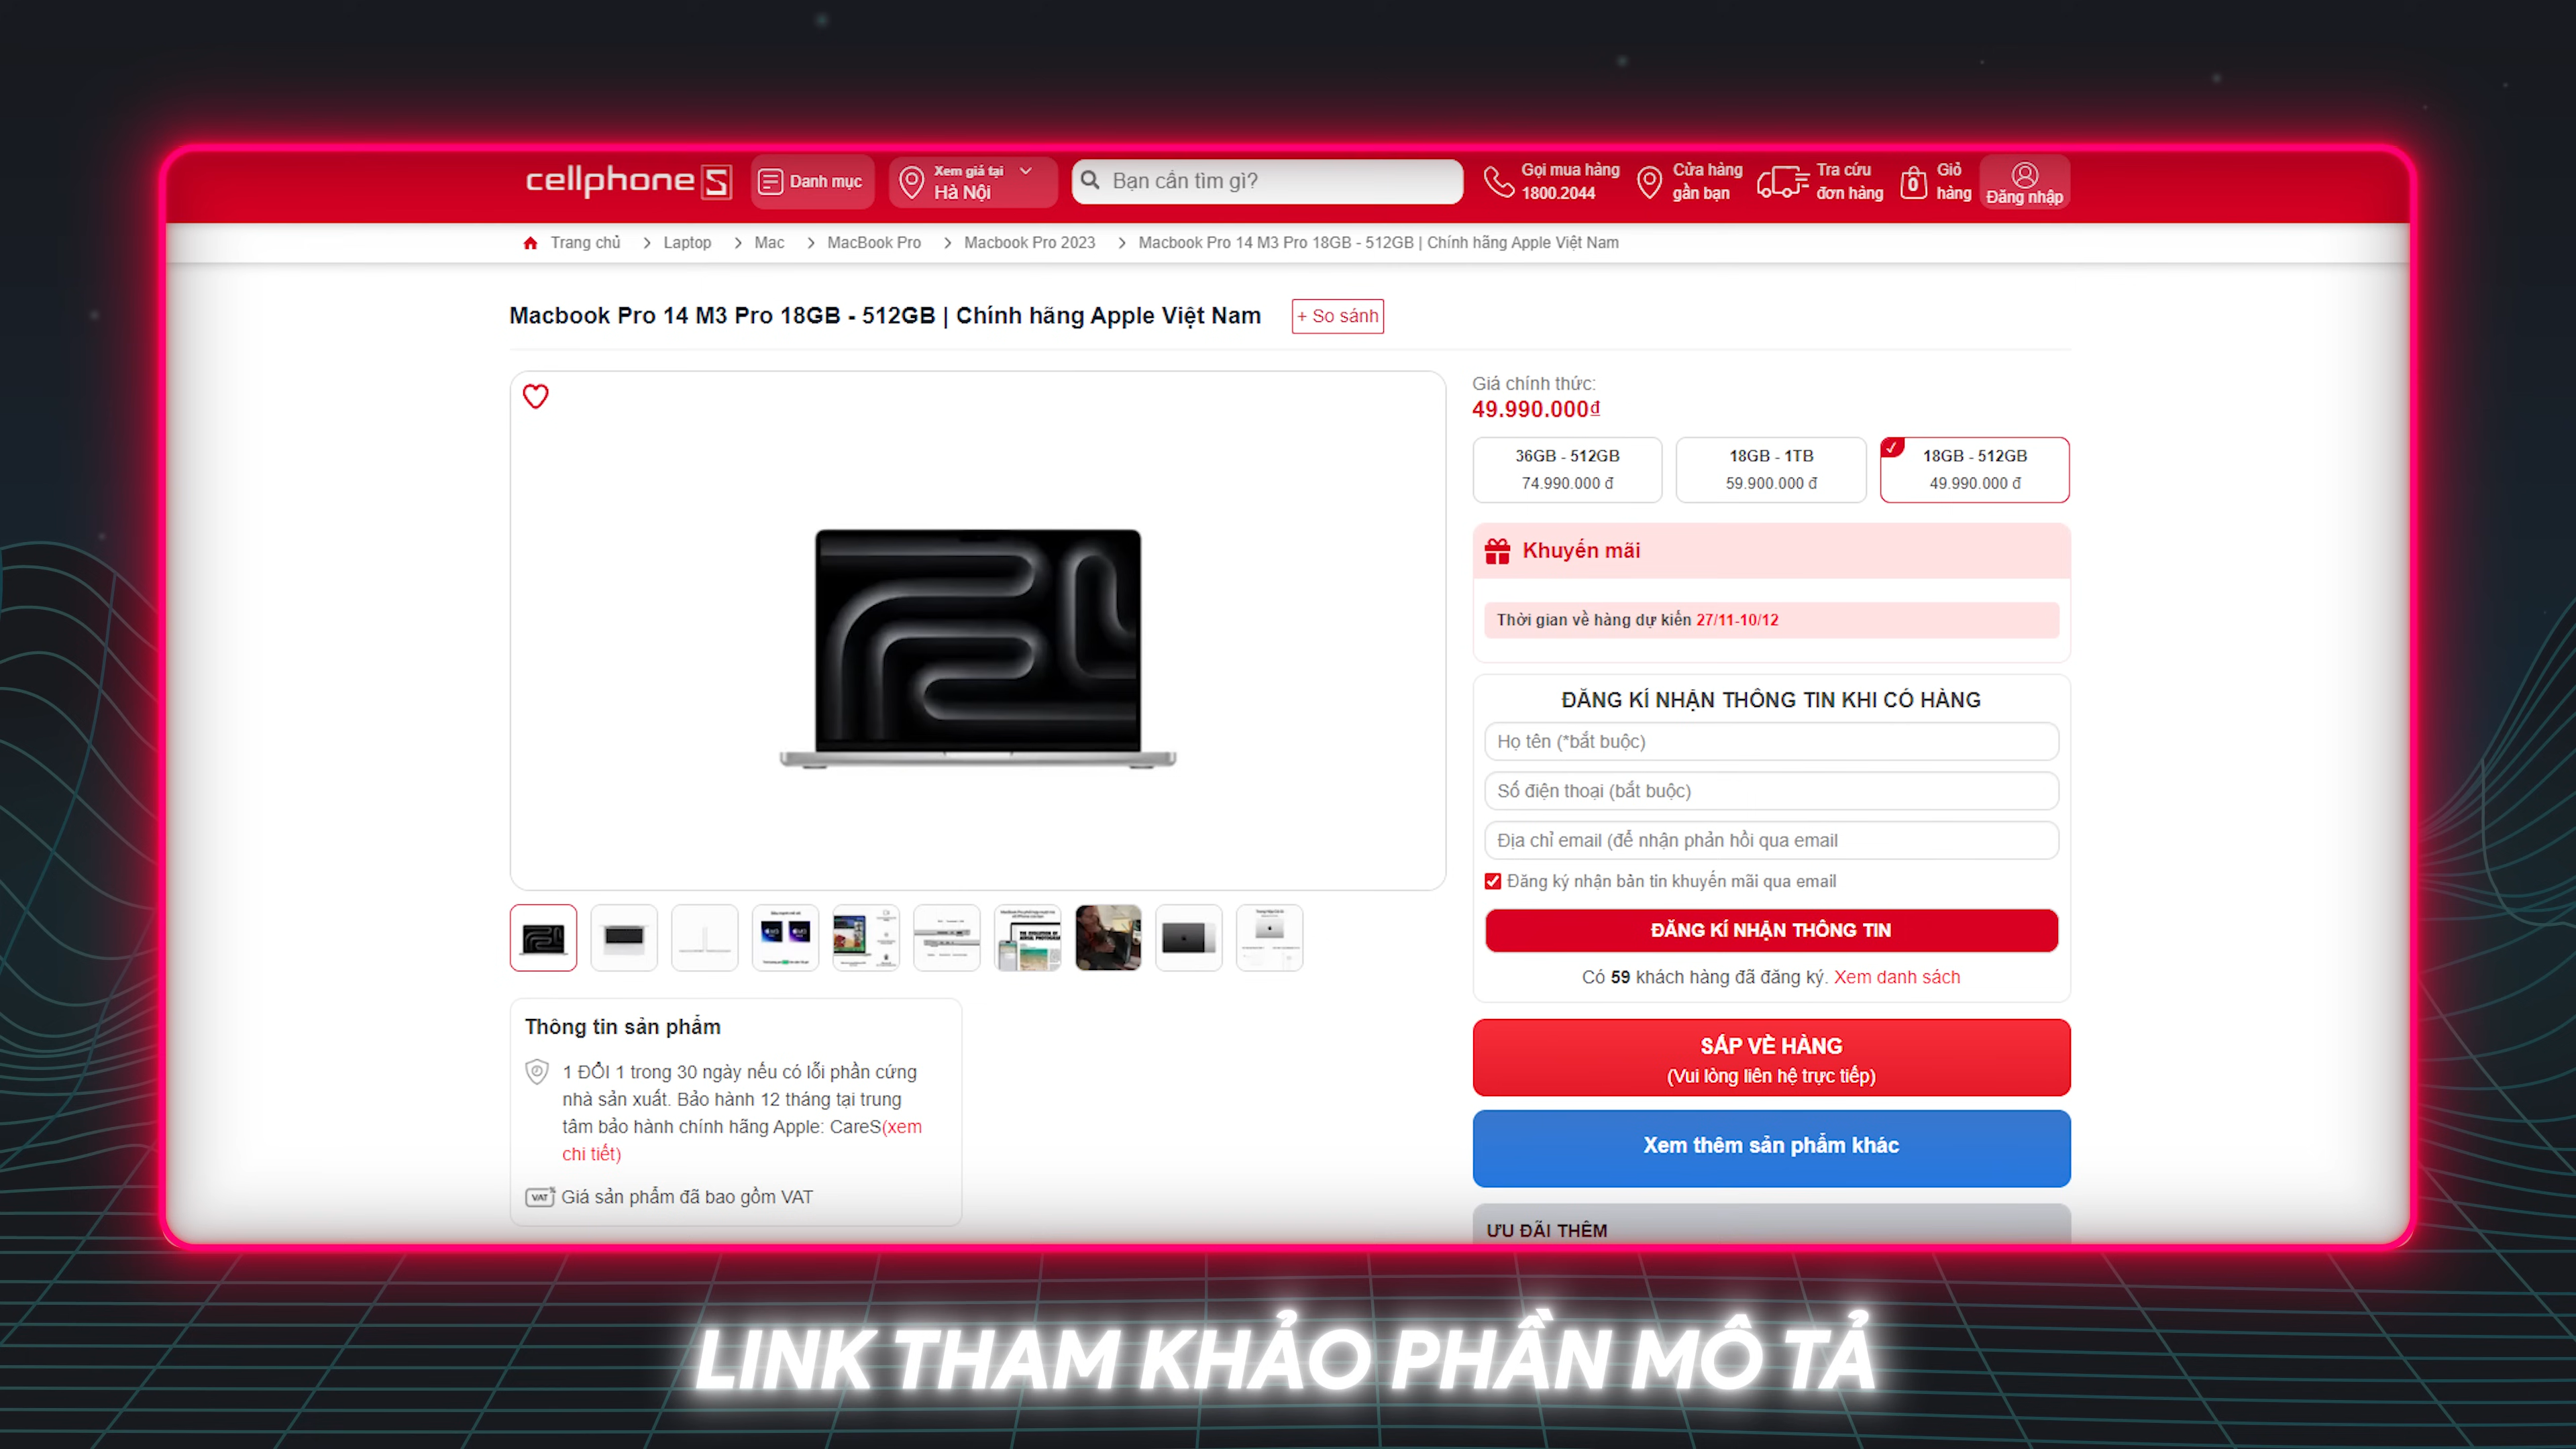 cellphoneS
Danh mục
Xem giá tại
Hà Nội
Bạn cần tìm gì?
Gọi mua hàng
1800.2044
Cửa hàng
gần bạn
Tra cứu
đơn hàng
0
Giỏ
hàng
Đăng nhập
Trang chủ > Laptop > Mac > MacBook Pro > Macbook Pro 2023 > Macbook Pro 14 M3 Pro 18GB - 512GB | Chính hãng Apple Việt Nam
Macbook Pro 14 M3 Pro 18GB - 512GB | Chính hãng Apple Việt Nam
+ So sánh
Giá chính thức:
49.990.000₫
36GB - 512GB
74.990.000 đ
18GB - 1TB
59.900.000 đ
18GB - 512GB
49.990.000 đ
Khuyến mãi
Thời gian về hàng dự kiến 27/11-10/12
ĐĂNG KÍ NHẬN THÔNG TIN KHI CÓ HÀNG
Họ tên (*bắt buộc)
Số điện thoại (bắt buộc)
Địa chỉ email (để nhận phản hồi qua email
Đăng ký nhận bản tin khuyến mãi qua email
ĐĂNG KÍ NHẬN THÔNG TIN
Có 59 khách hàng đã đăng ký. Xem danh sách
SẮP VỀ HÀNG
(Vui lòng liên hệ trực tiếp)
Xem thêm sản phẩm khác
ƯU ĐÃI THÊM
Thông tin sản phẩm
1 ĐỔI 1 trong 30 ngày nếu có lỗi phần cứng
nhà sản xuất. Bảo hành 12 tháng tại trung
tâm bảo hành chính hãng Apple: CareS(xem
chi tiết)
VAT
Giá sản phẩm đã bao gồm VAT
LINK THAM KHẢO PHẦN MÔ TẢ